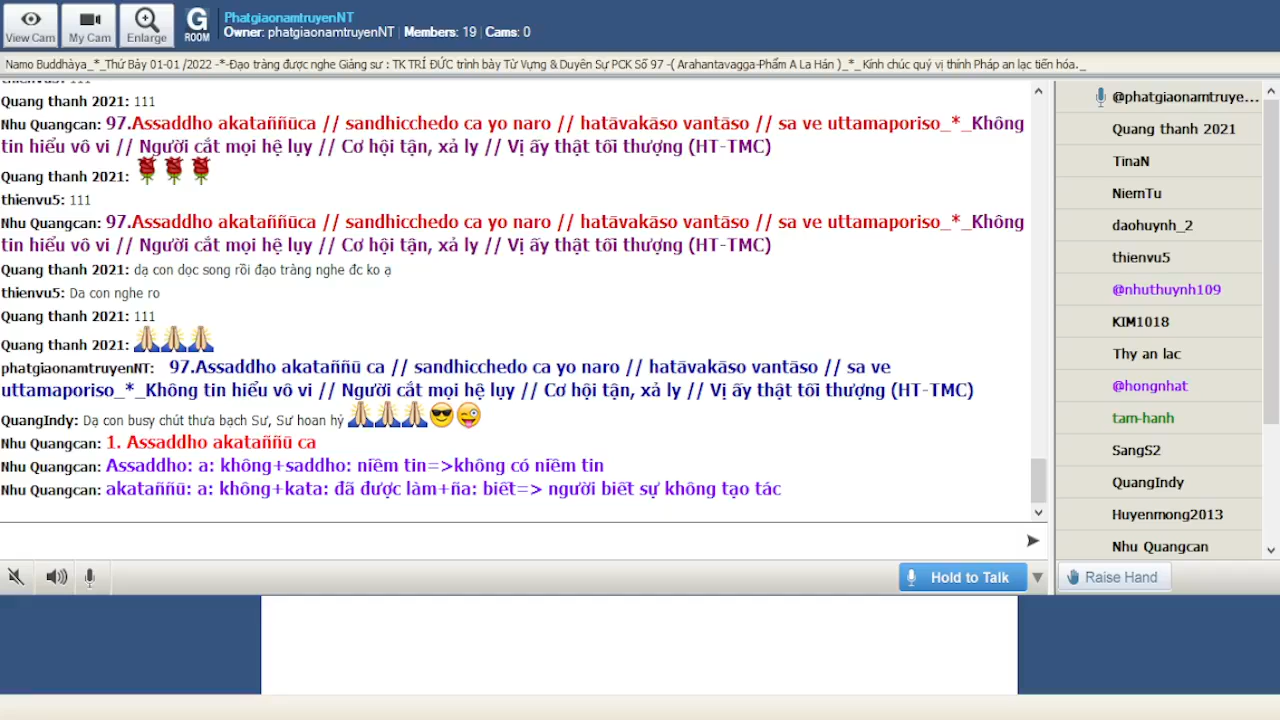 View Cam
My Cam
Enlarge
G
ROOM
PhatgiaonamtruyenNT
Owner: phatgiaonamtruyenNT | Members: 19 | Cams: 0
Namo Buddhàya_*_Thứ Bảy 01-01 /2022 -*-Đạo tràng được nghe Giảng sư : TK TRÍ ĐỨC trình bày Từ Vựng & Duyên Sự PCK Số 97 -( Arahantavagga-Phẩm A La Hán )_*_ Kính chúc quý vị thính Pháp an lạc tiến hóa._
thienvu5: 111
Quang thanh 2021: 111
Nhu Quangcan: 97.Assaddho akataññūca // sandhicchedo ca yo naro // hatāvakāso vantāso // sa ve uttamaporiso_*_Không
tin hiểu vô vi // Người cắt mọi hệ lụy // Cơ hội tận, xả ly // Vị ấy thật tối thượng (HT-TMC)
Quang thanh 2021: 🌹🌹🌹
thienvu5: 111
Nhu Quangcan: 97.Assaddho akataññūca // sandhicchedo ca yo naro // hatāvakāso vantāso // sa ve uttamaporiso_*_Không
tin hiểu vô vi // Người cắt mọi hệ lụy // Cơ hội tận, xả ly // Vị ấy thật tối thượng (HT-TMC)
Quang thanh 2021: dạ con dọc song rồi đạo tràng nghe đc ko ạ
thienvu5: Da con nghe ro
Quang thanh 2021: 111
Quang thanh 2021: 🙏🙏🙏
phatgiaonamtruyenNT: 97.Assaddho akataññū ca // sandhicchedo ca yo naro // hatāvakāso vantāso // sa ve
uttamaporiso_*_Không tin hiểu vô vi // Người cắt mọi hệ lụy // Cơ hội tận, xả ly // Vị ấy thật tối thượng (HT-TMC)
QuangIndy: Dạ con busy chút thưa bạch Sư, Sư hoan hỷ 🙏🙏🙏😎😜
Nhu Quangcan: 1. Assaddho akataññū ca
Nhu Quangcan: Assaddho: a: không+saddho: niềm tin=>không có niềm tin
Nhu Quangcan: akataññū: a: không+kata: đã được làm+ña: biết=> người biết sự không tạo tác
Hold to Talk
@phatgiaonamtruye...
Quang thanh 2021
TinaN
NiemTu
daohuynh_2
thienvu5
@nhuthuynh109
KIM1018
Thy an lac
@hongnhat
tam-hanh
SangS2
QuangIndy
Huyenmong2013
Nhu Quangcan
Raise Hand